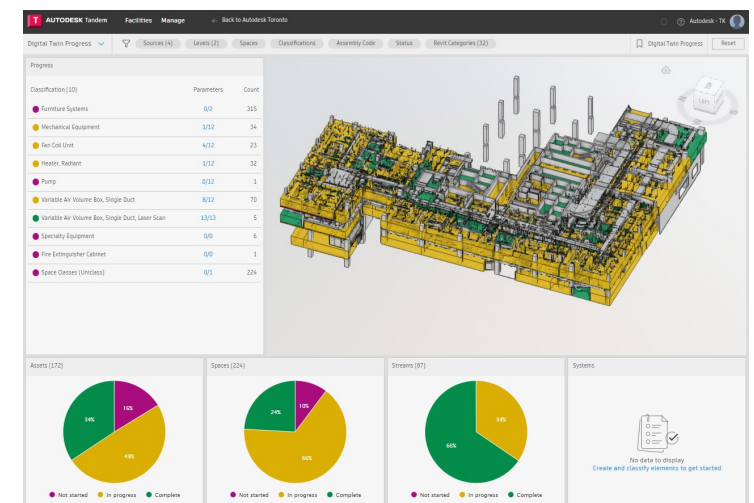 T AUTODESK Tandem Facilities Manage ← Back to Autodesk Toronto Autodesk - TK
Digital Twin Progress Sources (4) Levels (2) Spaces Classifications Assembly Code Status Revit Categories (32) Digital Twin Progress Reset
Progress
Classification (10) Parameters Count
Furniture Systems 0/2 315
Mechanical Equipment 1/12 34
Fan Coil Unit 4/12 23
Heater, Radiant 1/12 32
Pump 0/12 1
Variable Air Volume Box, Single Duct 8/12 70
Variable Air Volume Box, Single Duct, Laser Scan 13/13 5
Specialty Equipment 0/0 6
Fire Extinguisher Cabinet 0/0 1
Space Classes (Uniclass) 0/1 224
Assets (172) Spaces (224) Streams (87) Systems
34% 16% 49%
24% 10% 66%
34% 66%
No data to display
Create and classify elements to get started
Not started In progress Complete Not started In progress Complete Not started In progress Complete